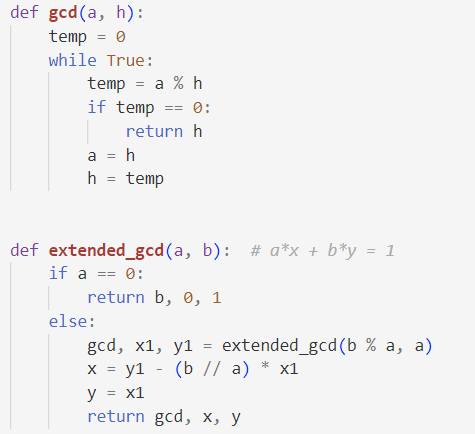 def gcd(a, h):
    temp = 0
    while True:
        temp = a % h
        if temp == 0:
            return h
        a = h
        h = temp
def extended_gcd(a, b):  # a*x + b*y = 1
    if a == 0:
        return b, 0, 1
    else:
        gcd, x1, y1 = extended_gcd(b % a, a)
        x = y1 - (b // a) * x1
        y = x1
        return gcd, x, y